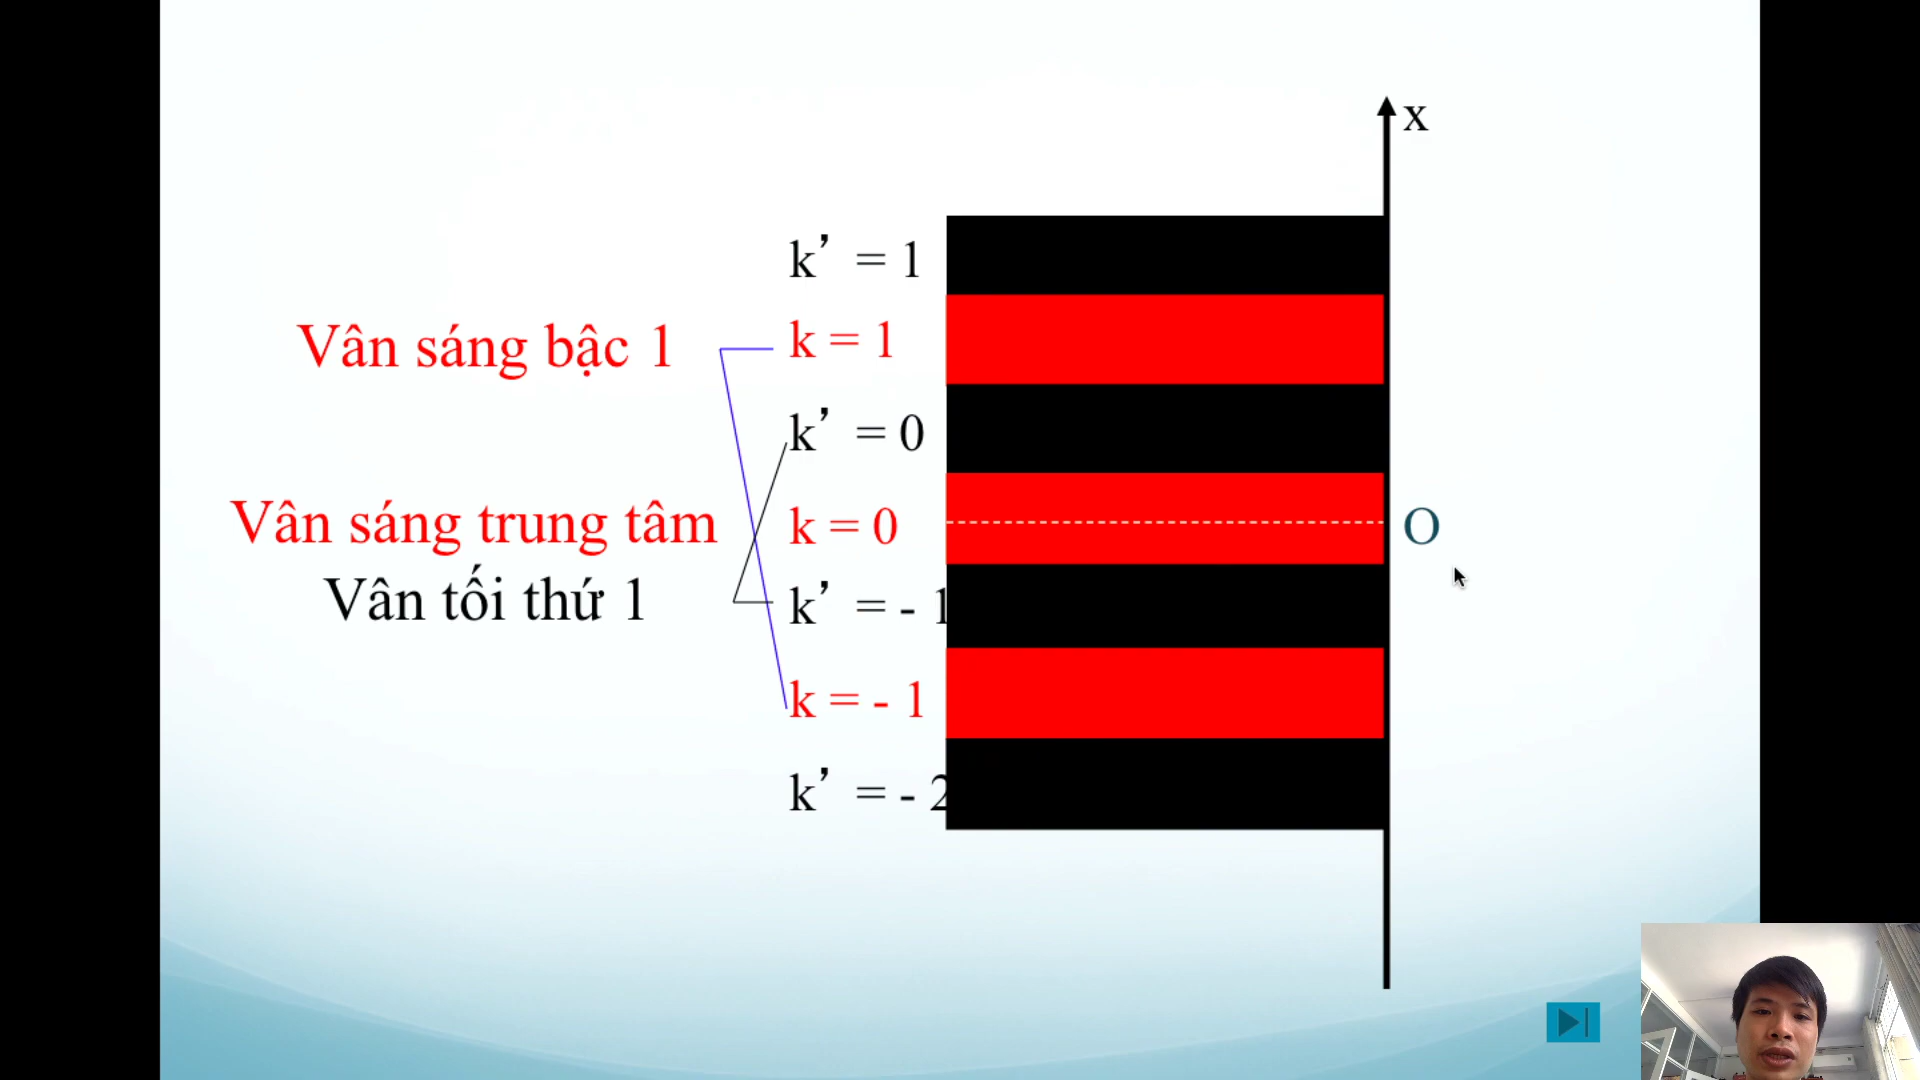 x
k’ = 1
Vân sáng bậc 1
k = 1
k’ = 0
Vân sáng trung tâm
k = 0
O
Vân tối thứ 1
k’ = - 1
k = - 1
k’ = - 2